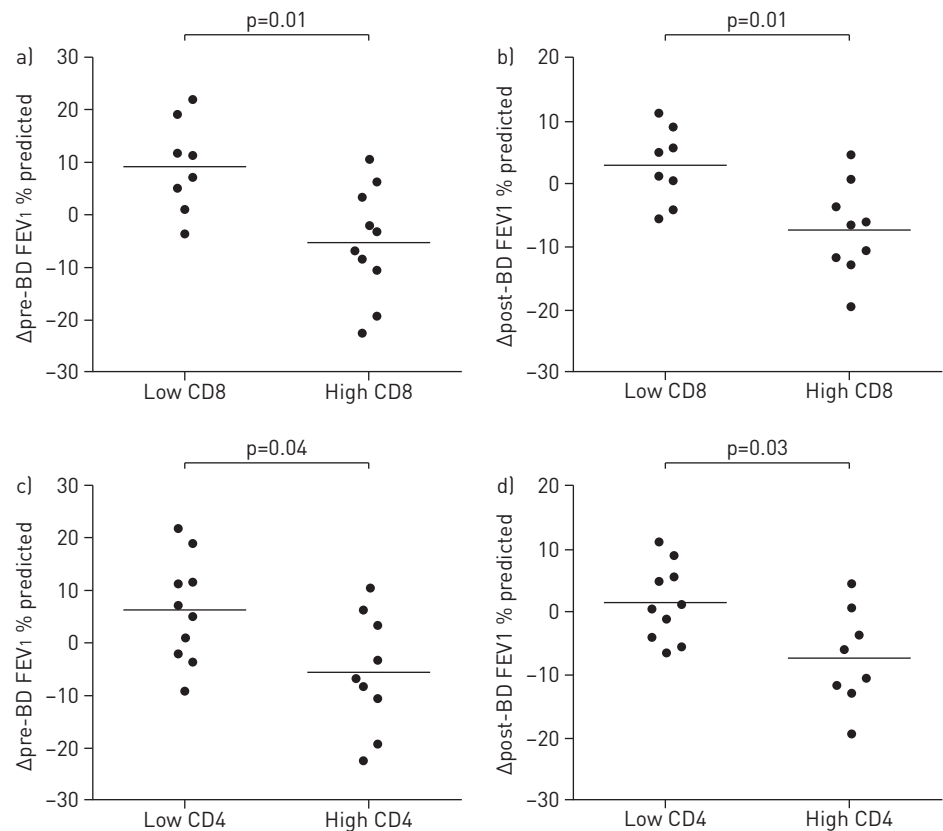 p=0.01
a)
30
20
10
0
–10
–20
–30
Δpre-BD FEV1 % predicted
Low CD8
High CD8
p=0.01
b)
20
10
0
–10
–20
–30
Δpost-BD FEV1 % predicted
Low CD8
High CD8
p=0.04
c)
30
20
10
0
–10
–20
–30
Δpre-BD FEV1 % predicted
Low CD4
High CD4
p=0.03
d)
20
10
0
–10
–20
–30
Δpost-BD FEV1 % predicted
Low CD4
High CD4